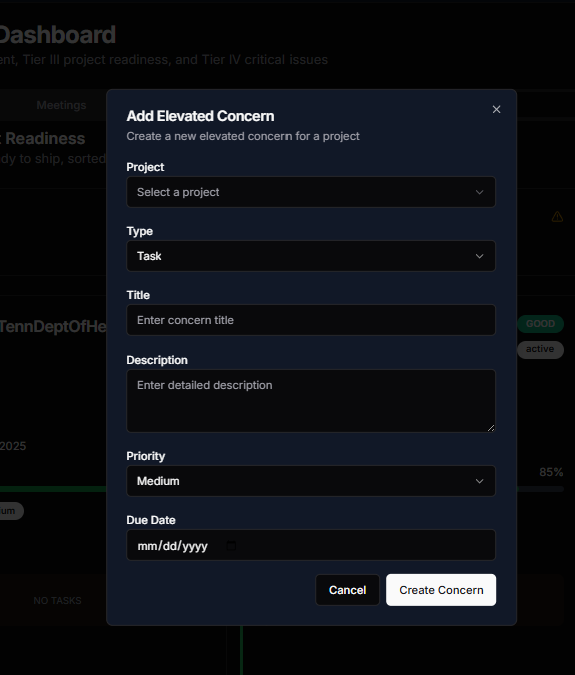 Dashboard
ent, Tier III project readiness, and Tier IV critical issues
Meetings
t Readiness
dy to ship, sorted
Add Elevated Concern
Create a new elevated concern for a project
Project
Select a project
Type
Task
Title
Enter concern title
TennDeptOfHe
GOOD
active
Description
Enter detailed description
2025
Priority
85%
Medium
um
Due Date
mm/dd/yyyy
Cancel
Create Concern
NO TASKS